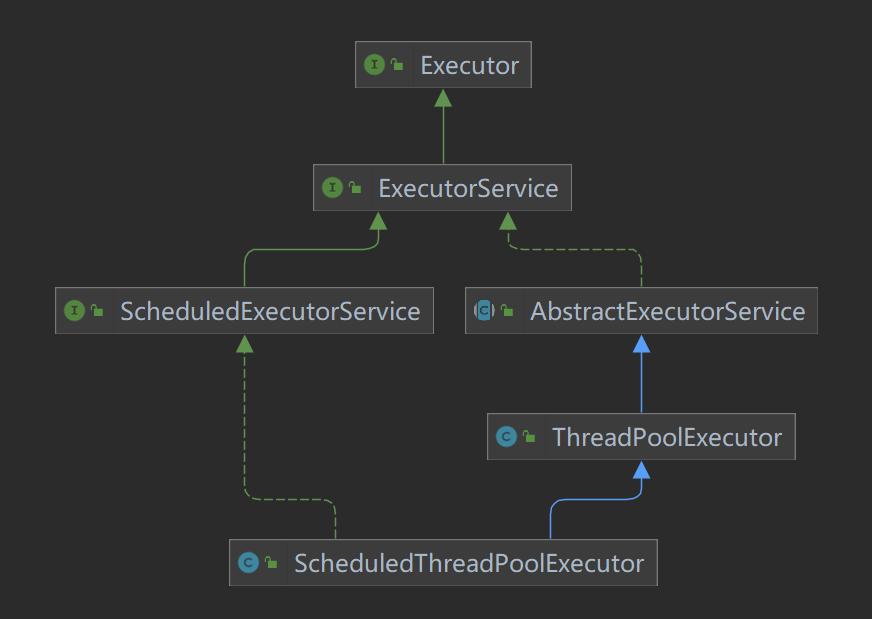 I Executor
I ExecutorService
I ScheduledExecutorService
C AbstractExecutorService
C ThreadPoolExecutor
C ScheduledThreadPoolExecutor